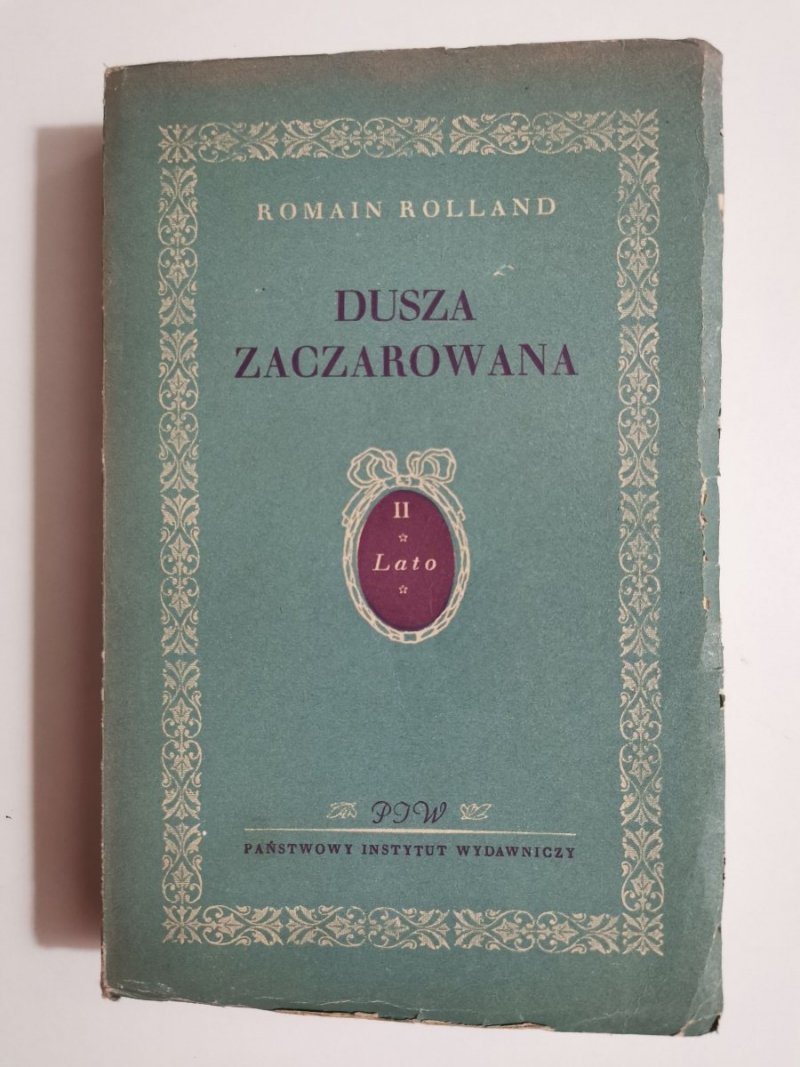 ROMAIN ROLLAND
DUSZA
ZACZAROWANA
II
Lato
PIW
PAŃSTWOWY INSTYTUT WYDAWNICZY